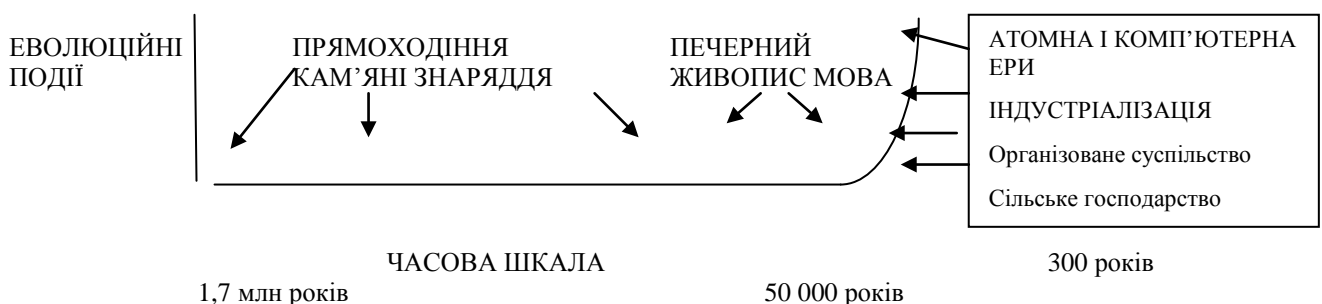 ЕВОЛЮЦІЙНІ
ПОДІЇ
ПРЯМОХОДІННЯ
КАМ’ЯНІ ЗНАРЯДДЯ
ПЕЧЕРНИЙ
ЖИВОПИС МОВА
АТОМНА І КОМП’ЮТЕРНА
ЕРИ
ІНДУСТРІАЛІЗАЦІЯ
Організоване суспільство
Сільське господарство
ЧАСОВА ШКАЛА
300 років
1,7 млн років
50 000 років